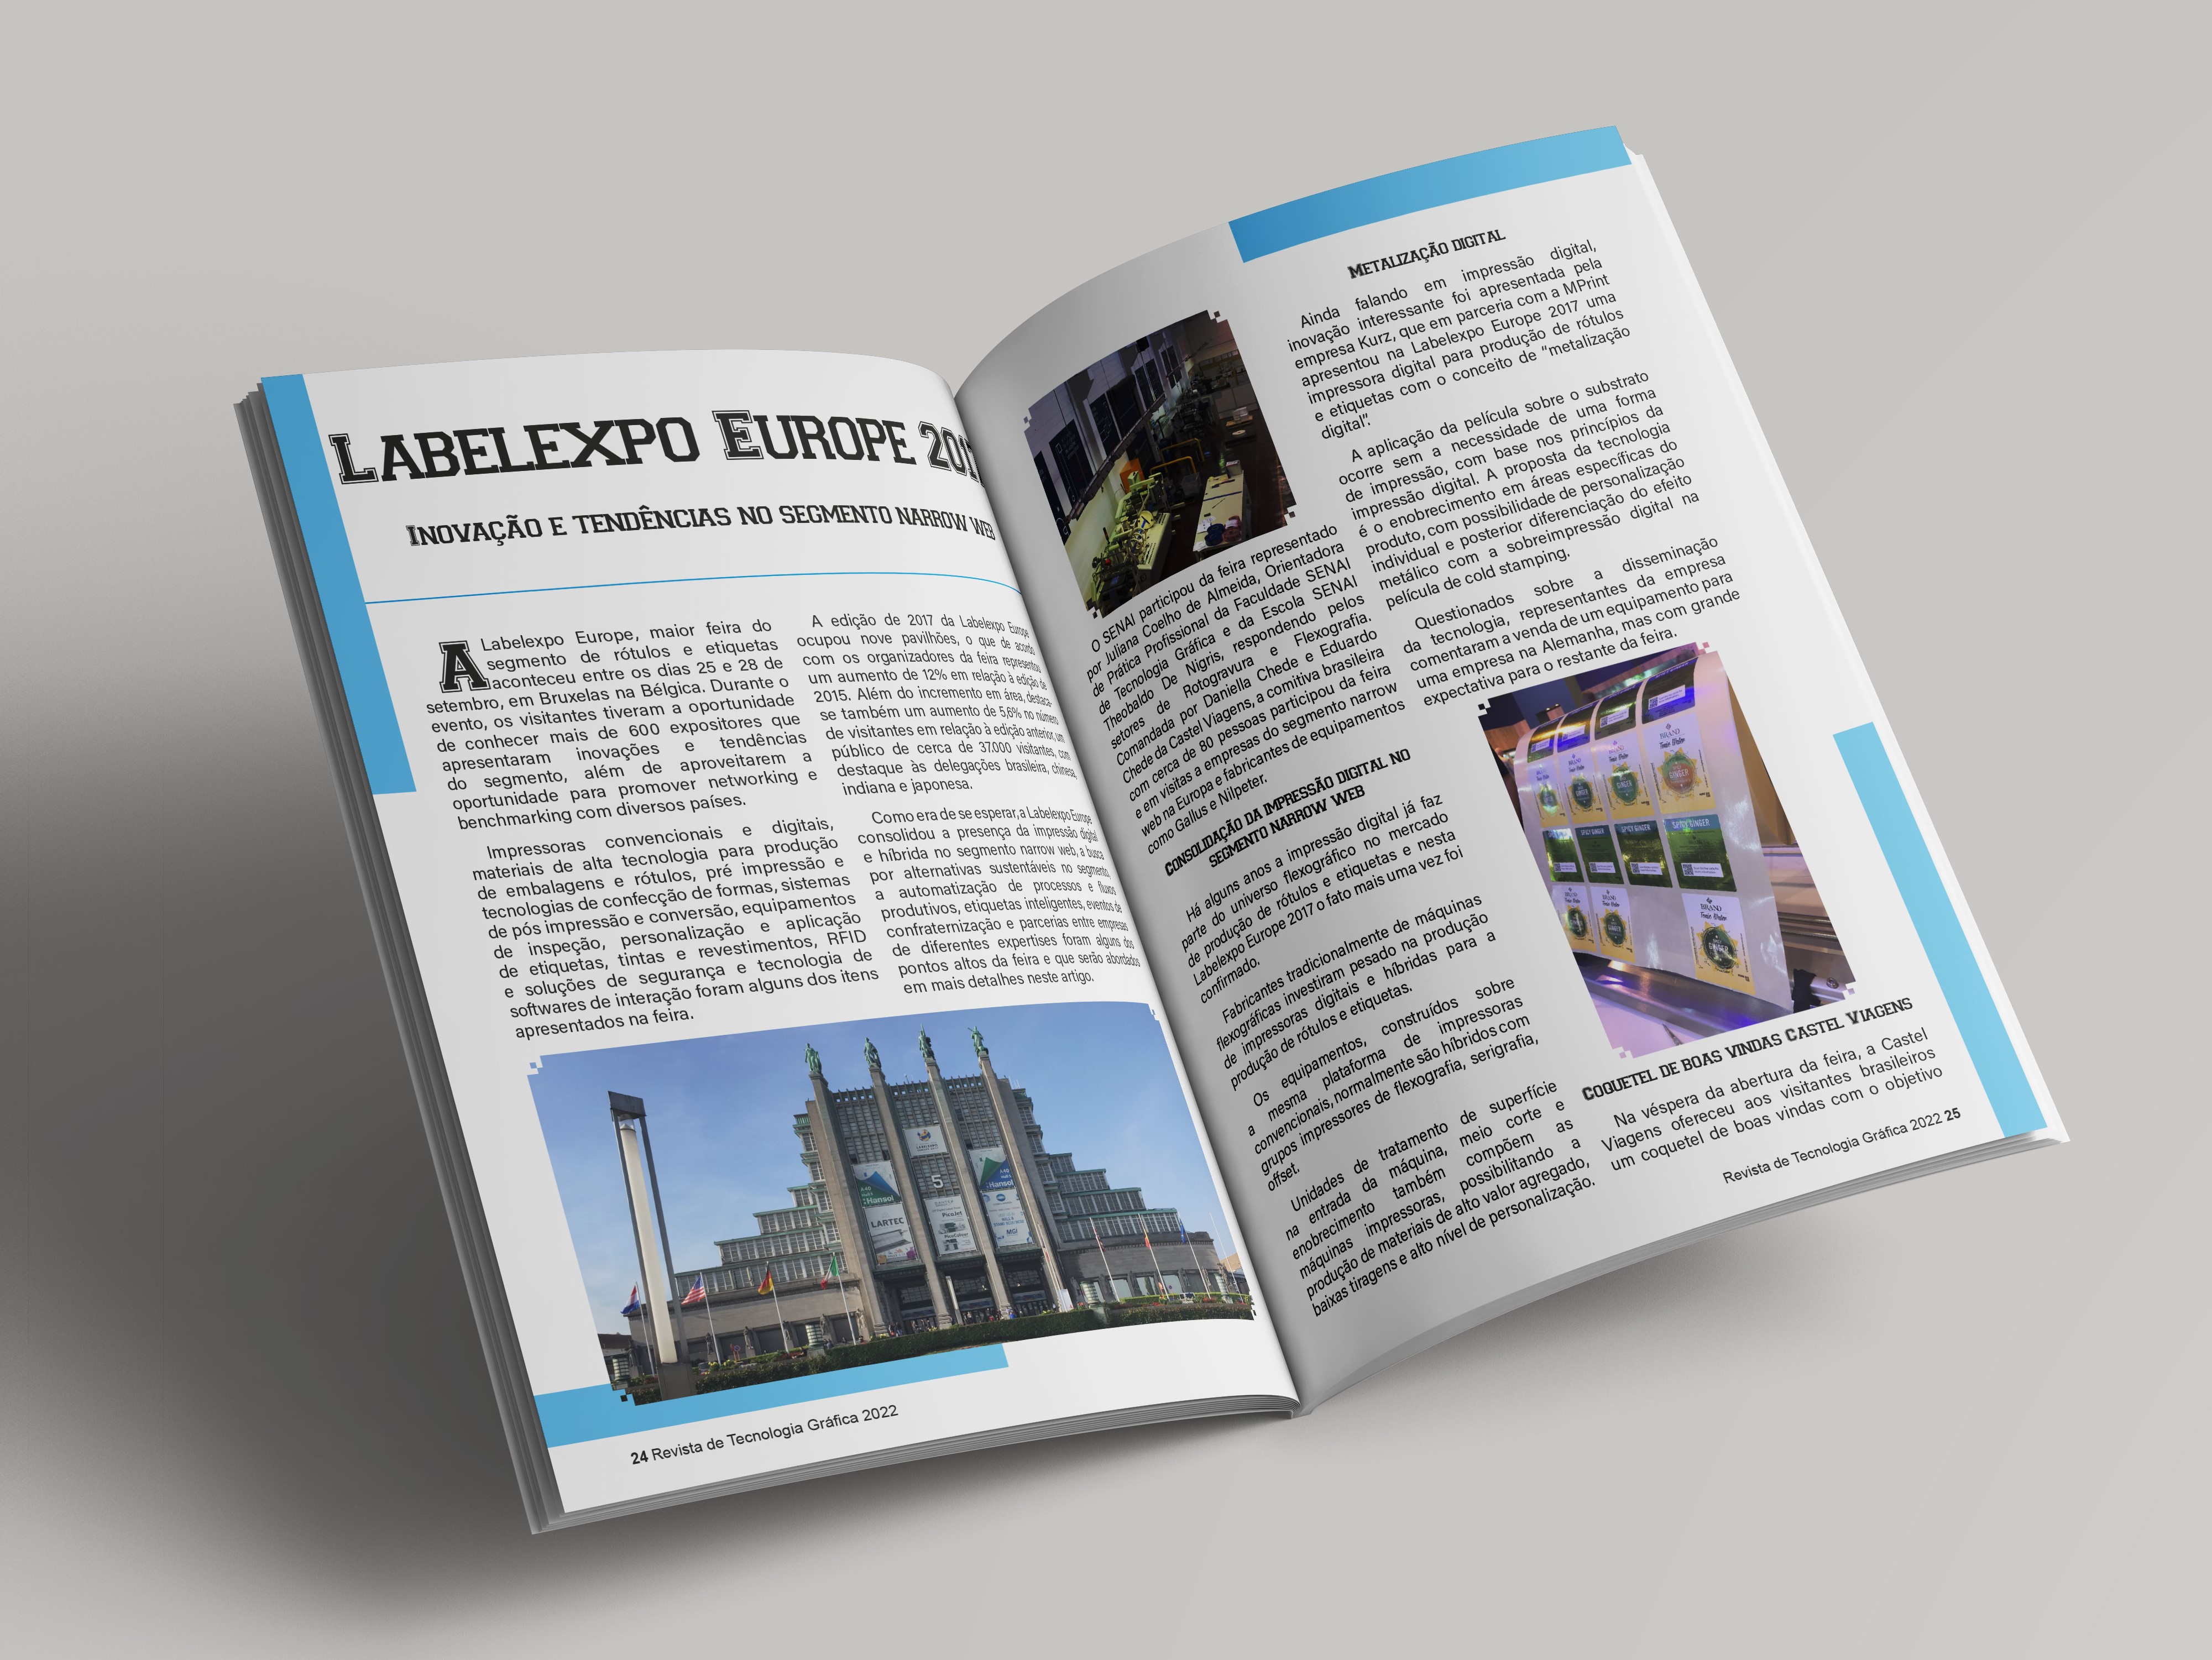 LABELEXPO EUROPE 201
INOVAÇÃO E TENDÊNCIAS NO SEGMENTO NARROW WEB
A Labelexpo Europe, maior feira do
segmento de rótulos e etiquetas
aconteceu entre os dias 25 e 28 de
setembro, em Bruxelas na Bélgica. Durante o
evento, os visitantes tiveram a oportunidade
de conhecer mais de 600 expositores que
apresentaram inovações e tendências
do segmento, além de aproveitarem a
oportunidade para promover networking e
benchmarking com diversos países.
Impressoras convencionais e digitais,
materiais de alta tecnologia para produção
de embalagens e rótulos, pré impressão e
tecnologias de confecção de formas, sistemas
de pós impressão e conversão, equipamentos
de inspeção, personalização e aplicação
de etiquetas, tintas e revestimentos, RFID
e soluções de segurança e tecnologia de
softwares de interação foram alguns dos itens
apresentados na feira.
A edição de 2017 da Labelexpo Europe
ocupou nove pavilhões, o que de acordo
com os organizadores da feira representou
um aumento de 12% em relação à edição de
2015. Além do incremento em área, destaca-
se também um aumento de 5,6% no número
de visitantes em relação à edição anterior, um
público de cerca de 37.000 visitantes, com
destaque às delegações brasileira, chinesa,
indiana e japonesa.
Como era de se esperar, a Labelexpo Europe
consolidou a presença da impressão digital
e híbrida no segmento narrow web, a busca
por alternativas sustentáveis no segmento,
a automatização de processos e fluxos
produtivos, etiquetas inteligentes, eventos de
confraternização e parcerias entre empresas
de diferentes expertises foram alguns dos
pontos altos da feira e que serão abordados
em mais detalhes neste artigo.
5
Hansol
Hansol
LARTEC
PicoJet
PicoColour
MGI
24 Revista de Tecnologia Gráfica 2022
O SENAI participou da feira representado
por Juliana Coelho de Almeida, Orientadora
de Prática Profissional da Faculdade SENAI
de Tecnologia Gráfica e da Escola SENAI
Theobaldo De Nigris, respondendo pelos
setores de Rotogravura e Flexografia.
Comandada por Daniella Chede e Eduardo
Chede da Castel Viagens, a comitiva brasileira
com cerca de 80 pessoas participou da feira
e em visitas a empresas do segmento narrow
web na Europa e fabricantes de equipamentos
como Gallus e Nilpeter.
CONSOLIDAÇÃO DA IMPRESSÃO DIGITAL NO
SEGMENTO NARROW WEB
Há alguns anos a impressão digital já faz
parte do universo flexográfico no mercado
de produção de rótulos e etiquetas e nesta
Labelexpo Europe 2017 o fato mais uma vez foi
confirmado.
Fabricantes tradicionalmente de máquinas
flexográficas investiram pesado na produção
de impressoras digitais e híbridas para a
produção de rótulos e etiquetas.
Os equipamentos, construídos sobre
a mesma plataforma de impressoras
convencionais, normalmente são híbridos com
grupos impressores de flexografia, serigrafia,
offset.
Unidades de tratamento de superfície
na entrada da máquina, meio corte e
enobrecimento também compõem as
máquinas impressoras, possibilitando a
produção de materiais de alto valor agregado,
baixas tiragens e alto nível de personalização.
METALIZAÇÃO DIGITAL
Ainda falando em impressão digital,
inovação interessante foi apresentada pela
empresa Kurz, que em parceria com a MPrint
apresentou na Labelexpo Europe 2017 uma
impressora digital para produção de rótulos
e etiquetas com o conceito de “metalização
digital”.
A aplicação da película sobre o substrato
ocorre sem a necessidade de uma forma
de impressão, com base nos princípios da
impressão digital. A proposta da tecnologia
é o enobrecimento em áreas específicas do
produto, com possibilidade de personalização
individual e posterior diferenciação do efeito
metálico com a sobreimpressão digital na
película de cold stamping.
Questionados sobre a disseminação
da tecnologia, representantes da empresa
comentaram a venda de um equipamento para
uma empresa na Alemanha, mas com grande
expectativa para o restante da feira.
BRAND
GINGER
SPICY GINGER
SPICY GINGER
SPICY GINGER
BRAND
BRAND
BRAND
GINGER
COQUETEL DE BOAS VINDAS CASTEL VIAGENS
Na véspera da abertura da feira, a Castel
Viagens ofereceu aos visitantes brasileiros
um coquetel de boas vindas com o objetivo
Revista de Tecnologia Gráfica 2022 25